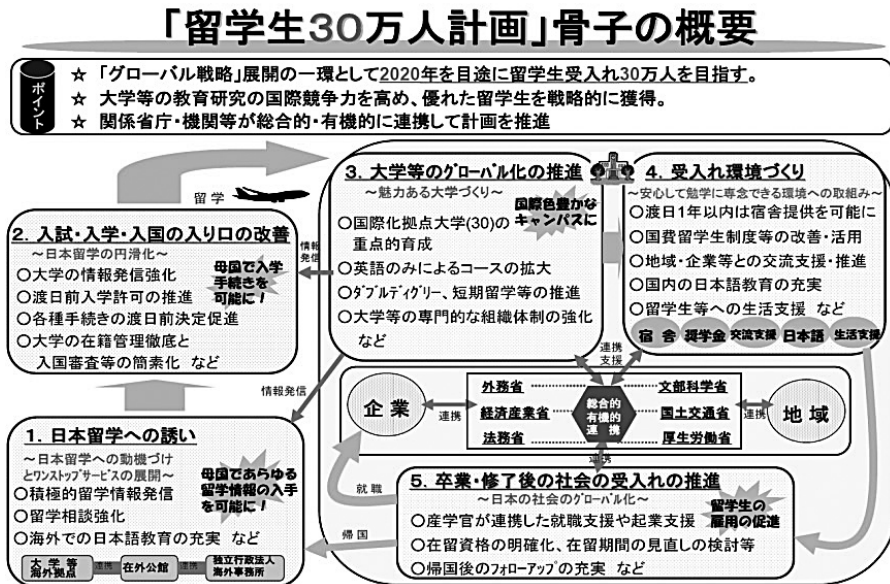 「留学生30万人計画」骨子の概要
ポイント
☆ 「グローバル戦略」展開の一環として2020年を目途に留学生受入れ30万人を目指す。
☆ 大学等の教育研究の国際競争力を高め、優れた留学生を戦略的に獲得。
☆ 関係省庁・機関等が総合的・有機的に連携して計画を推進
留 学
2. 入試・入学・入国の入り口の改善
～日本留学の円滑化～
○大学の情報発信強化
○渡日前入学許可の推進
○各種手続きの渡日前決定促進
○大学の在籍管理徹底と
入国審査等の簡素化 など
母国で入学
手続きを
可能に!
情報
発信
3. 大学等のグローバル化の推進
～魅力ある大学づくり～
○国際化拠点大学(30)の
重点的育成
○英語のみによるコースの拡大
○ダブルディグリー、短期留学等の推進
○大学等の専門的な組織体制の強化
など
国際色豊かな
キャンパスに
4. 受入れ環境づくり
～安心して勉学に専念できる環境への取組み～
○渡日1年以内は宿舎提供を可能に
○国費留学生制度等の改善・活用
○地域・企業等との交流支援・推進
○国内の日本語教育の充実
○留学生等への生活支援 など
宿 舎 奨学金 交流支援 日本語 生活支援
情報発信
連携
支援
企 業
連携
外務省
経済産業省
法務省
総合的
有機的
連 携
文部科学省
国土交通省
厚生労働省
連携
地 域
連携
1. 日本留学への誘い
～日本留学への動機づけ
とワンストップサービスの展開～
○積極的留学情報発信
○留学相談強化
○海外での日本語教育の充実 など
母国であらゆる
留学情報の入手
を可能に!
大 学 等
海外拠点
連携
在外公館
連携
独立行政法人
海外事務所
就 職
帰 国
5. 卒業・修了後の社会の受入れの推進
～日本の社会のグローバル化～
○産学官が連携した就職支援や起業支援
○在留資格の明確化、在留期間の見直しの検討等
○帰国後のフォローアップの充実 など
留学生の
雇用の促進